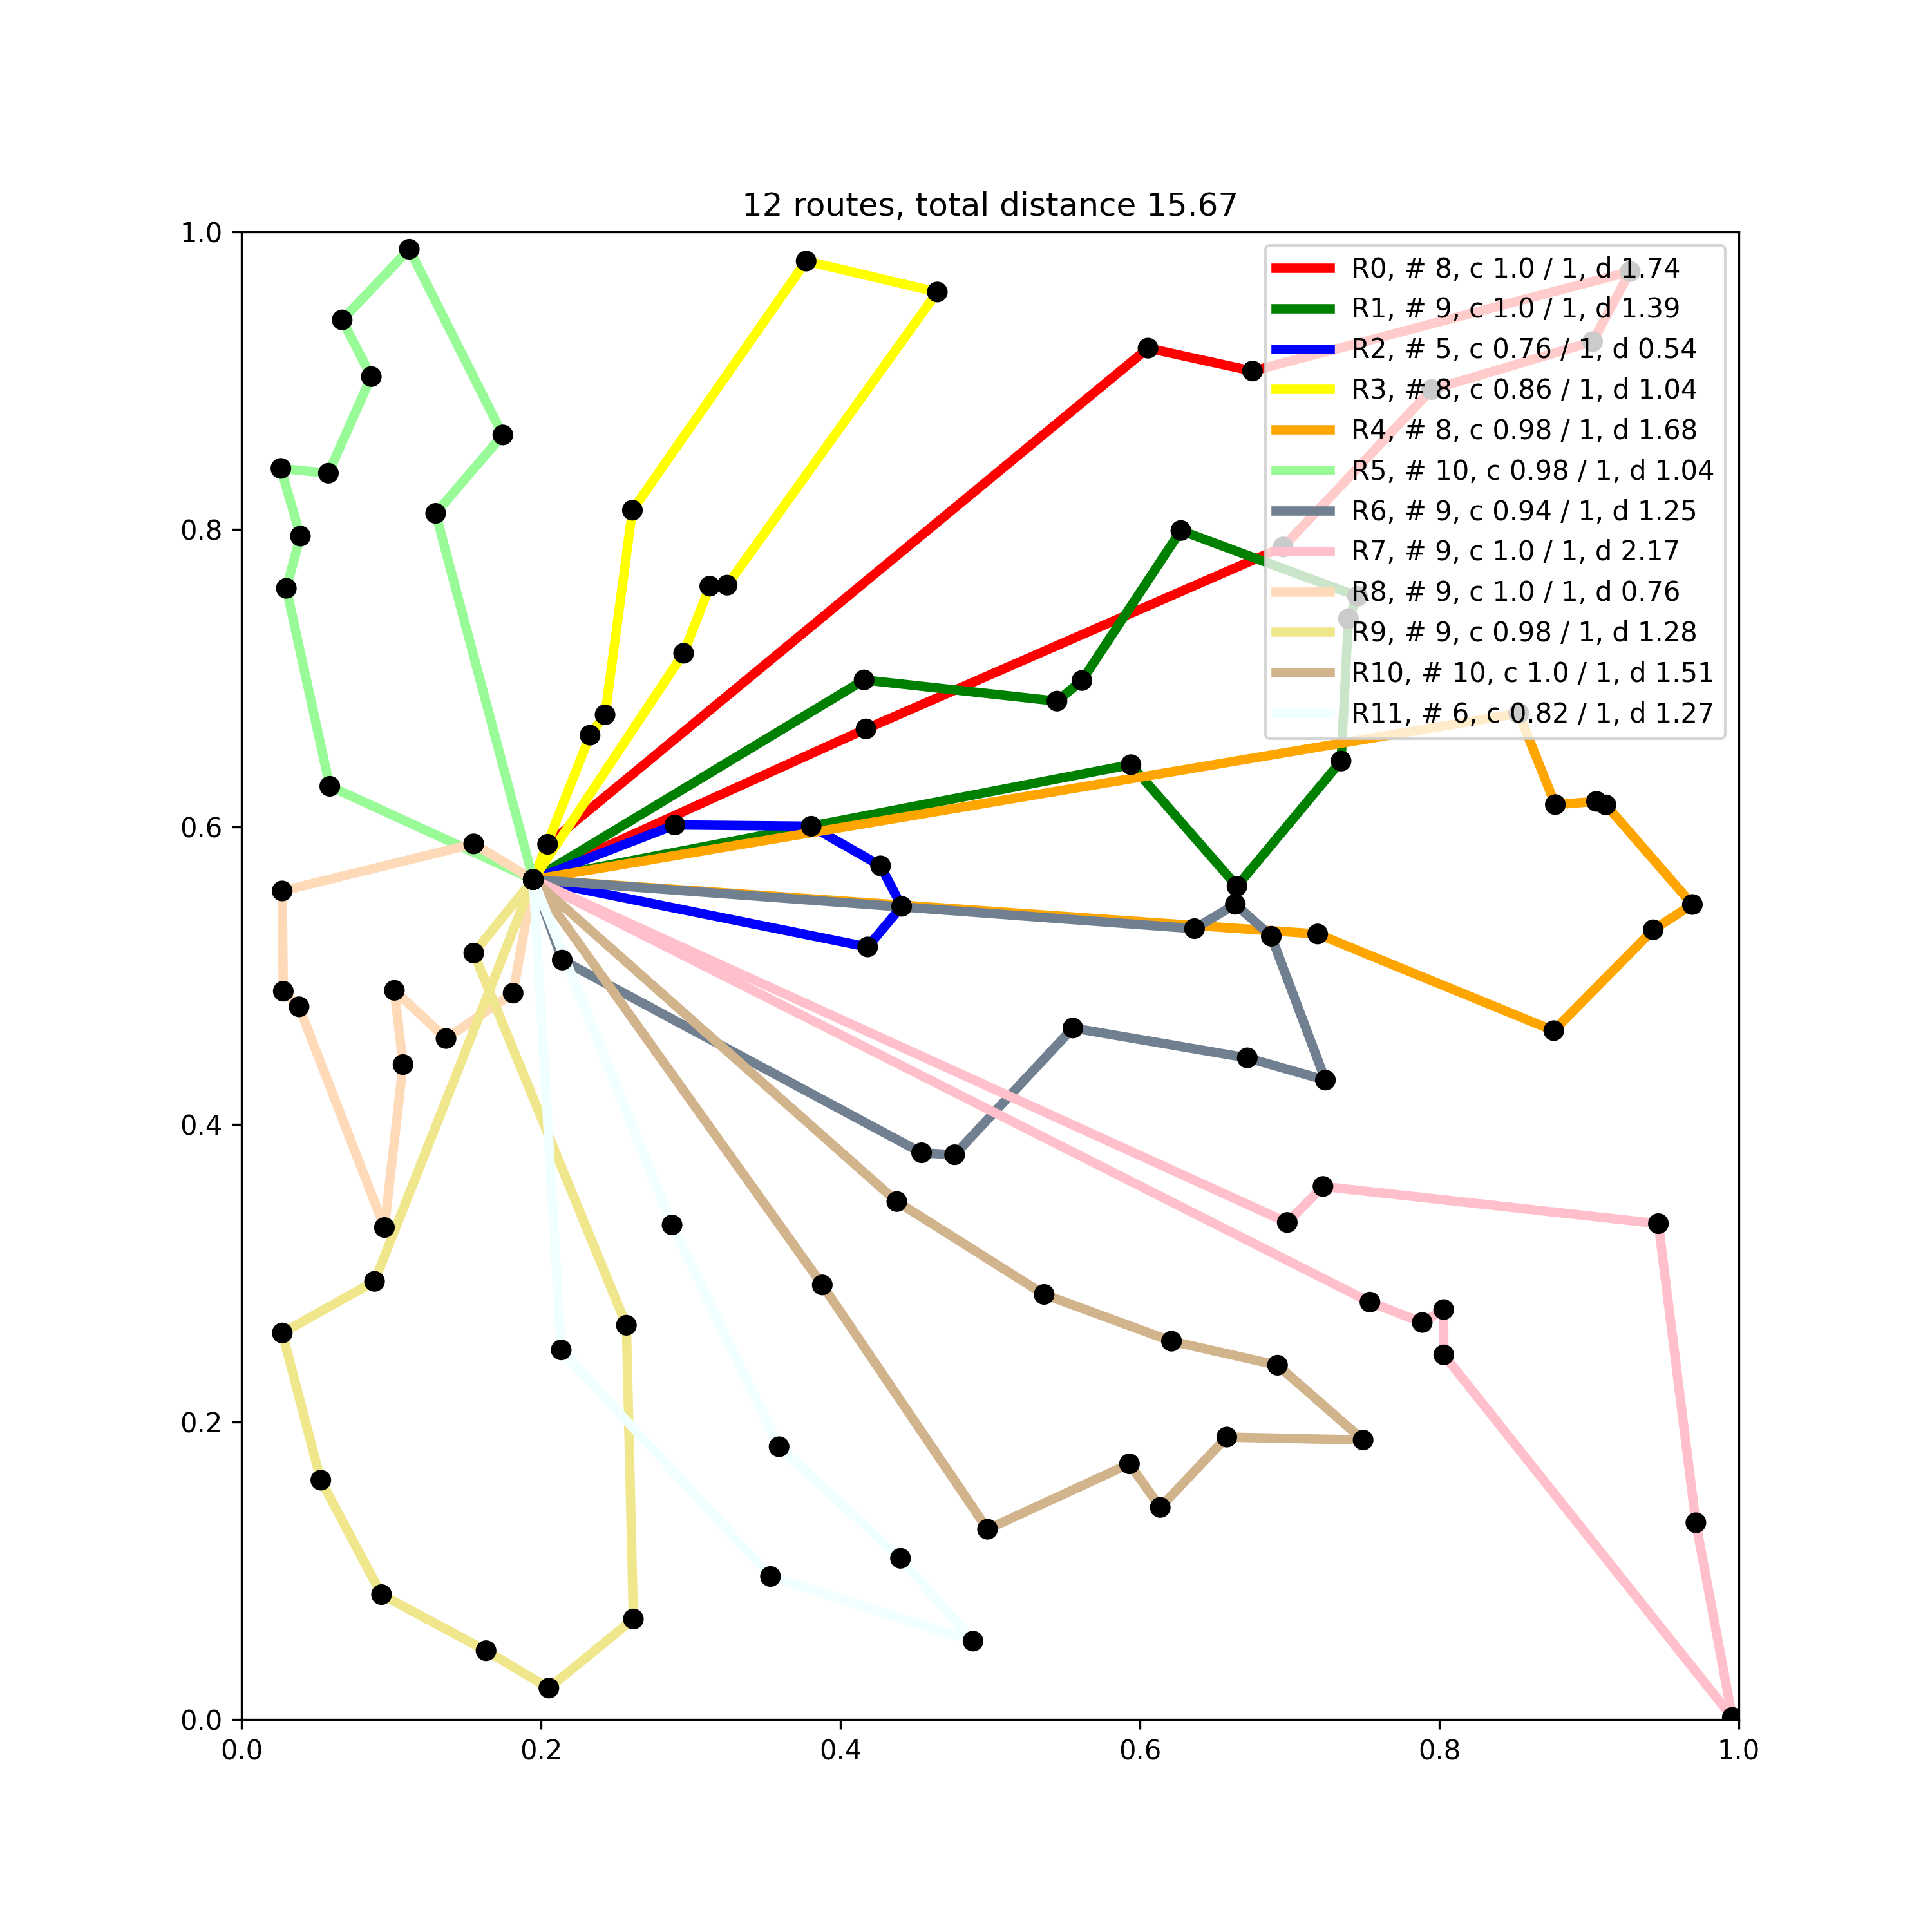 12 routes, total distance 15.67
1.0
0.8
0.6
0.4
0.2
0.0
0.0 0.2 0.4 0.6 0.8 1.0
R0, # 8, c 1.0 / 1, d 1.74
R1, # 9, c 1.0 / 1, d 1.39
R2, # 5, c 0.76 / 1, d 0.54
R3, # 8, c 0.86 / 1, d 1.04
R4, # 8, c 0.98 / 1, d 1.68
R5, # 10, c 0.98 / 1, d 1.04
R6, # 9, c 0.94 / 1, d 1.25
R7, # 9, c 1.0 / 1, d 2.17
R8, # 9, c 1.0 / 1, d 0.76
R9, # 9, c 0.98 / 1, d 1.28
R10, # 10, c 1.0 / 1, d 1.51
R11, # 6, c 0.82 / 1, d 1.27